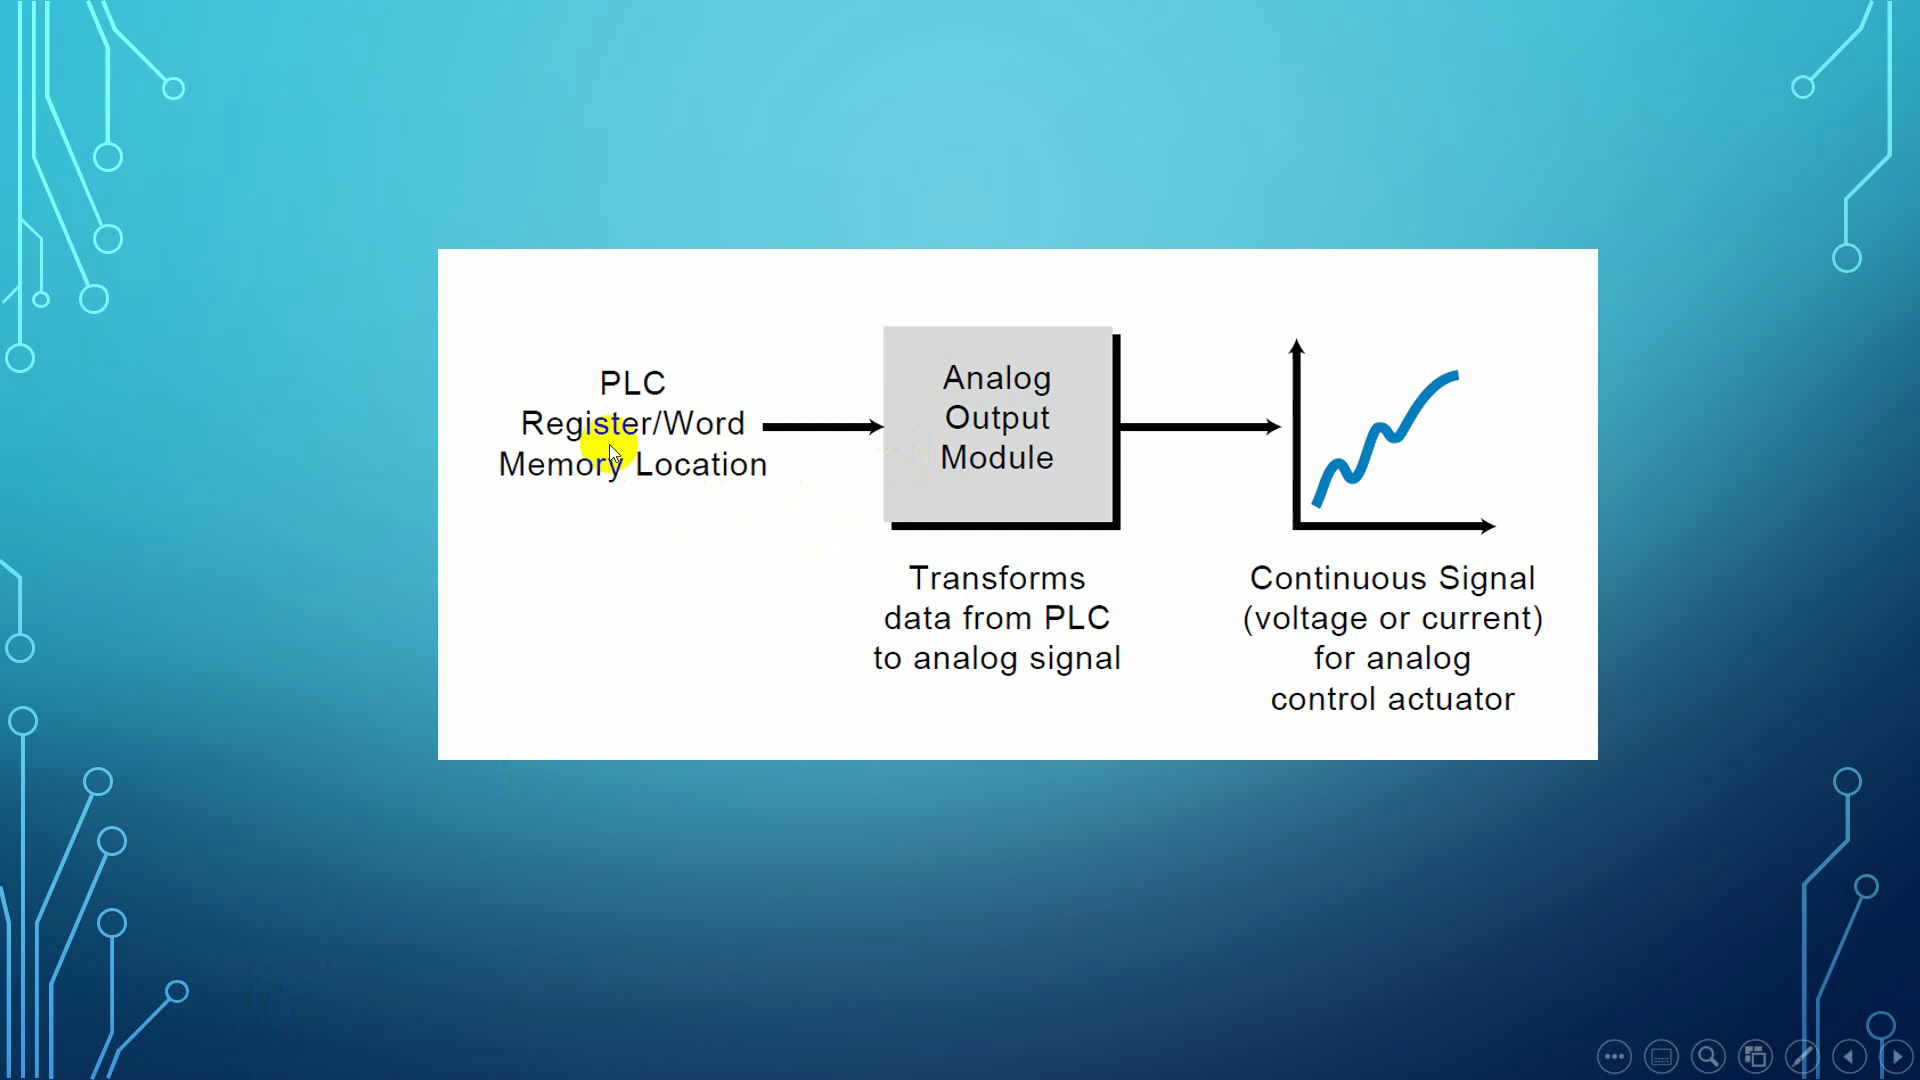 PLC
Register/Word
Memory Location
Analog
Output
Module
Transforms
data from PLC
to analog signal
Continuous Signal
(voltage or current)
for analog
control actuator